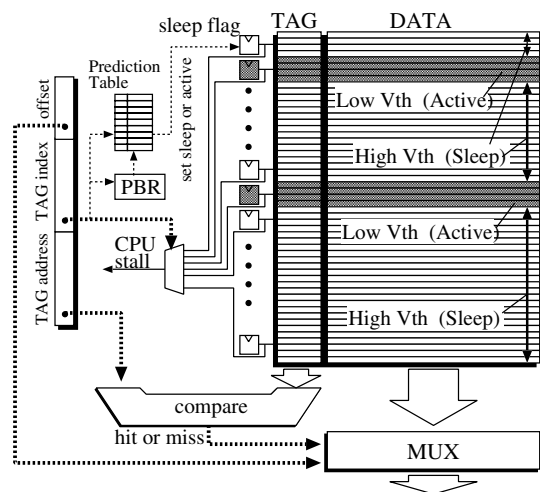 sleep flag
TAG
DATA
Prediction
Table
set sleep or active
offset
TAG index
TAG address
PBR
CPU
stall
Low Vth (Active)
High Vth (Sleep)
Low Vth (Active)
High Vth (Sleep)
compare
hit or miss
MUX